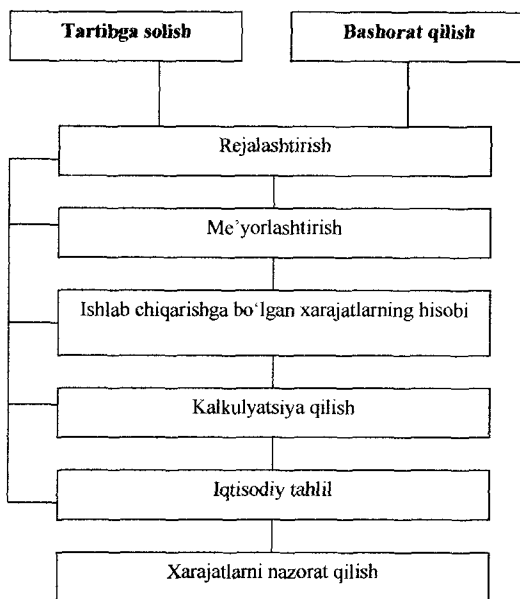 Tartibga solish
Bashorat qilish
Rejalashtirish
Me’yorlashtirish
Ishlab chiqarishga bo‘lgan xarajatlarning hisobi
Kalkulyatsiya qilish
Iqtisodiy tahlil
Xarajatlarni nazorat qilish